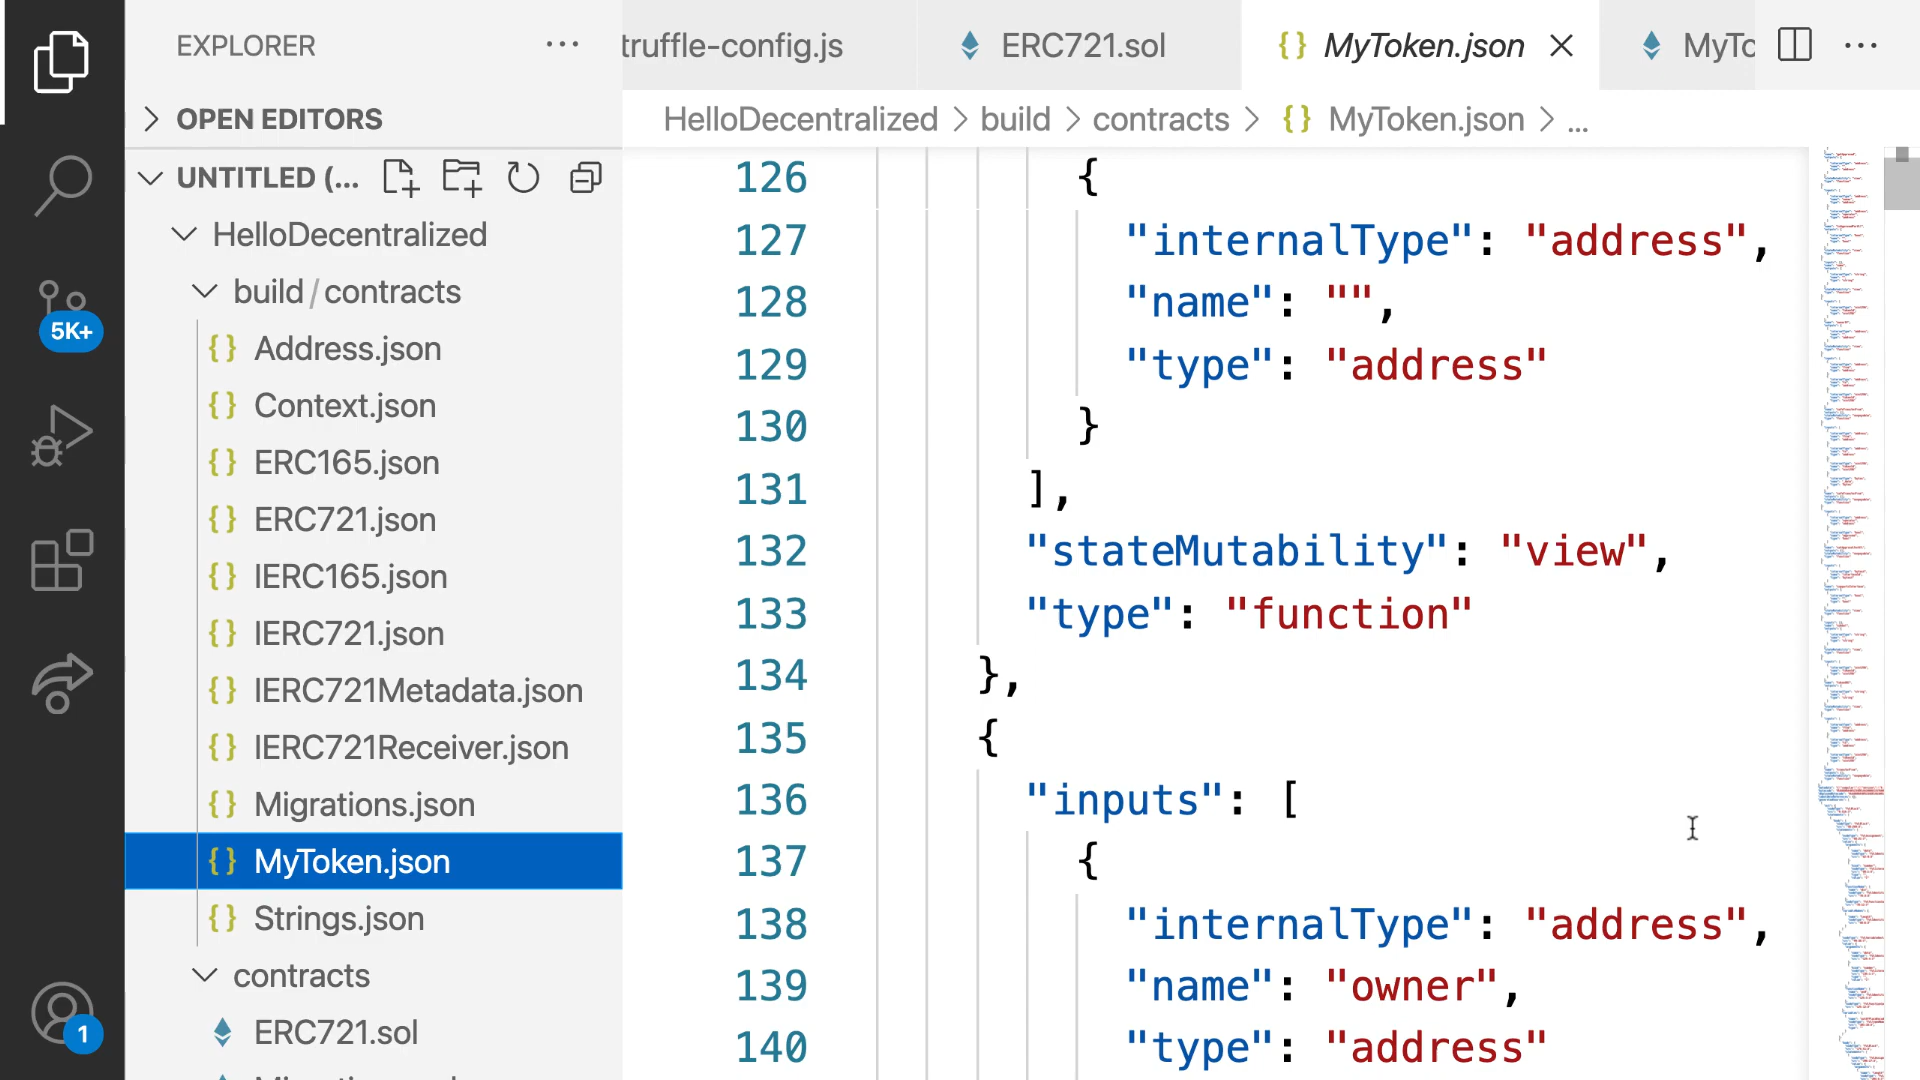 EXPLORER
truffle-config.js
ERC721.sol
{} MyToken.json
MyTo
OPEN EDITORS
HelloDecentralized > build > contracts > {} MyToken.json > ...
UNTITLED (...
HelloDecentralized
build / contracts
{} Address.json
{} Context.json
{} ERC165.json
{} ERC721.json
{} IERC165.json
{} IERC721.json
{} IERC721Metadata.json
{} IERC721Receiver.json
{} Migrations.json
{} MyToken.json
{} Strings.json
contracts
ERC721.sol
5K+
1
126 {
127 "internalType": "address",
128 "name": "",
129 "type": "address"
130 }
131 ],
132 "stateMutability": "view",
133 "type": "function"
134 },
135 {
136 "inputs": [
137 {
138 "internalType": "address",
139 "name": "owner",
140 "type": "address"